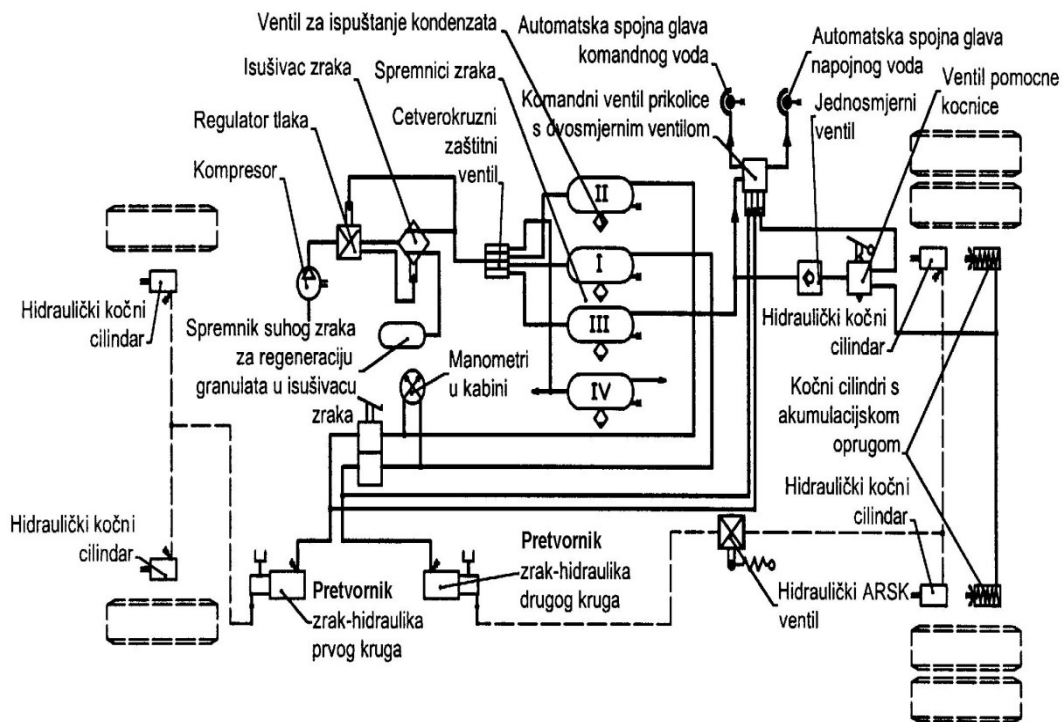 Ventil za ispuštanje kondenzata
Isušivac zraka
Spremnici zraka
Regulator tlaka
Cetverokruzni
zaštitni
ventil
Kompresor
Automatska spojna glava
komandnog voda
Automatska spojna glava
napojnog voda
Komandni ventil prikolice
s dvosmjernim ventilom
Jednosmjerni
ventil
Ventil pomocne
kocnice
II
I
III
IV
Hidraulički kočni
cilindar
Spremnik suhog zraka
za regeneraciju
granulata u isušivacu
zraka
Manometri
u kabini
Hidraulički kočni
cilindar
Kočni cilindri s
akumulacijskom
oprugom
Hidraulički kočni
cilindar
Hidraulički kočni
cilindar
Pretvornik
zrak-hidraulika
prvog kruga
Pretvornik
zrak-hidraulika
drugog kruga
Hidraulički ARSK
ventil